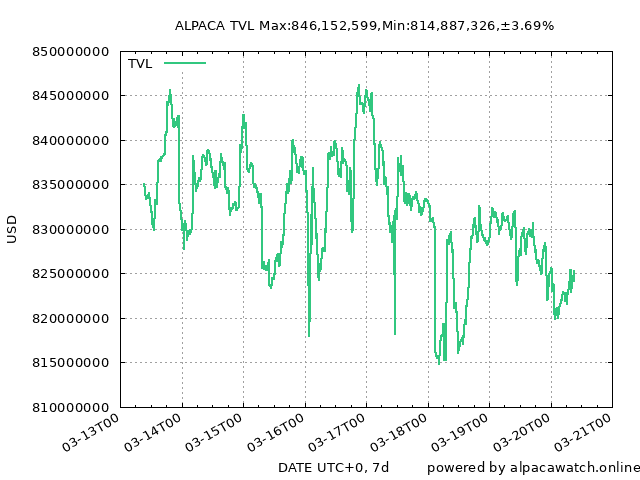 ALPACA TVL Max:846,152,599,Min:814,887,326,±3.69%
850000000
TVL
845000000
840000000
835000000
830000000
825000000
820000000
815000000
810000000
USD
03-13T00
03-14T00
03-15T00
03-16T00
03-17T00
03-18T00
03-19T00
03-20T00
03-21T00
DATE UTC+0, 7d
powered by alpacawatch.online